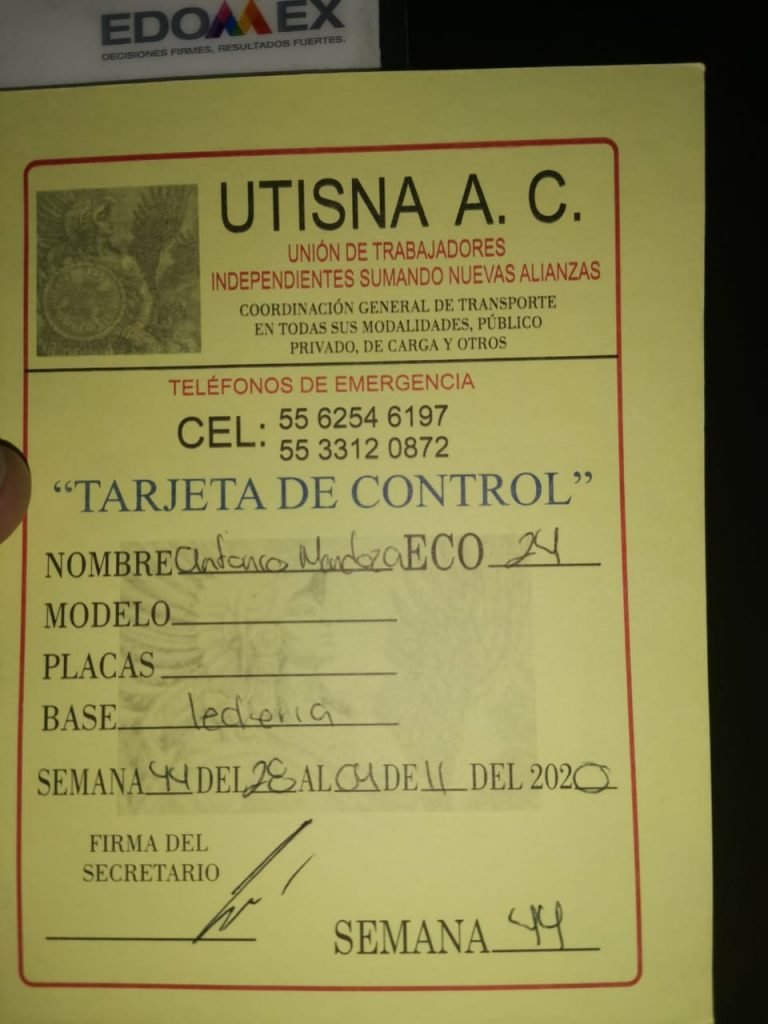 EDOMEX
DECISIONES FIRMES, RESULTADOS FUERTES.
UTISNA A. C.
UNIÓN DE TRABAJADORES
INDEPENDIENTES SUMANDO NUEVAS ALIANZAS
COORDINACIÓN GENERAL DE TRANSPORTE
EN TODAS SUS MODALIDADES, PÚBLICO
PRIVADO, DE CARGA Y OTROS
TELÉFONOS DE EMERGENCIA
CEL: 55 6254 6197
55 3312 0872
“TARJETA DE CONTROL”
NOMBRE Antonio Mendoza ECO 24
MODELO
PLACAS
BASE lecheria
SEMANA 44 DEL 28 AL 04 DE 11 DEL 2020
FIRMA DEL
SECRETARIO
SEMANA 44